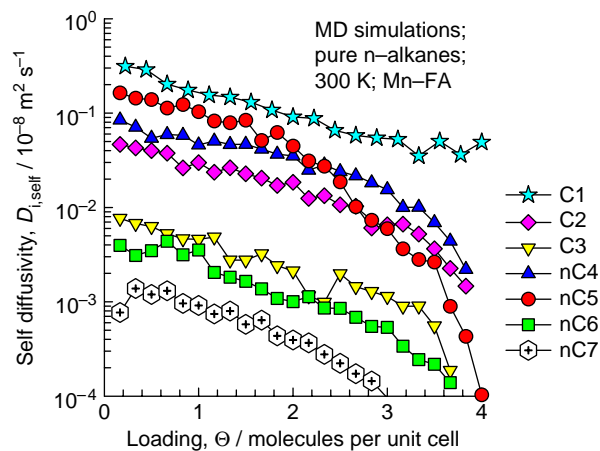 MD simulations;
pure n–alkanes;
300 K; Mn–FA
10^0
10^−1
10^−2
10^−3
10^−4
Self diffusivity, D_i,self / 10^−8 m^2 s^−1
C1
C2
C3
nC4
nC5
nC6
nC7
0 1 2 3 4
Loading, Θ / molecules per unit cell